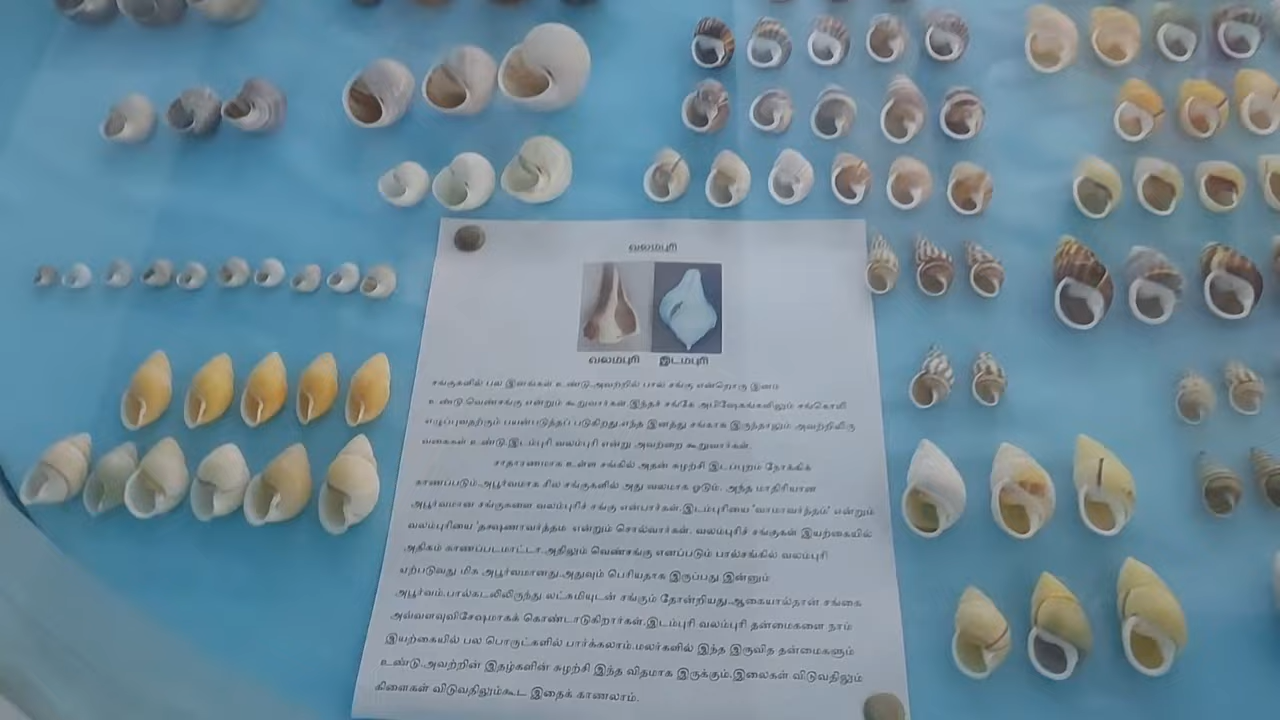 வலம்புரி
வலம்புரி இடம்புரி
சங்குகளில் பல இனங்கள் உண்டு.அவற்றில் பால் சங்கு என்றொரு இனம்
உண்டு.வெண்சங்கு என்றும் கூறுவார்கள்.இந்தச் சங்கே அபிஷேகங்களிலும் சங்கொலி
எழுப்புவதற்கும் பயன்படுத்தப்படுகிறது.எந்த இனத்து சங்காக இருந்தாலும் அவற்றிலிரு
வகைகள் உண்டு.இடம்புரி வலம்புரி என்று அவற்றை கூறுவார்கள்.
சாதாரணமாக உள்ள சங்கில் அதன் சுழற்சி இடப்புறம் நோக்கிக்
காணப்படும்.அபூர்வமாக சில சங்குகளில் அது வலமாக ஓடும். அந்த மாதிரியான
அபூர்வமான சங்குகளை வலம்புரிச் சங்கு என்பார்கள்.இடம்புரியை 'வாமாவர்த்தம்' என்றும்
வலம்புரியை 'தக்ஷணாவர்த்தம் என்றும் சொல்வார்கள். வலம்புரிச் சங்குகள் இயற்கையில்
அதிகம் காணப்படமாட்டா.அதிலும் வெண்சங்கு எனப்படும் பால்சங்கில் வலம்புரி
யற்படுவது மிக அபூர்வமானது.அதுவும் பெரியதாக இருப்பது இன்னும்
அபூர்வம்.பாற்கடலிலிருந்து லட்சுமியுடன் சங்கும் தோன்றியது.ஆகையால்தான் சங்கை
அவ்வளவுவிசேஷமாகக் கொண்டாடுகிறார்கள்.இடம்புரி வலம்புரி தன்மைகளை நாம்
இயற்கையில் பல பொருட்களில் பார்க்கலாம்.மலர்களில் இந்த இருவித தன்மைகளும்
உண்டு.அவற்றின் இதழ்களின் சுழற்சி இந்த விதமாக இருக்கும்.இலைகள் விடுவதிலும்
கிளைகள் விடுவதிலும்கூட இதைக் காணலாம்.